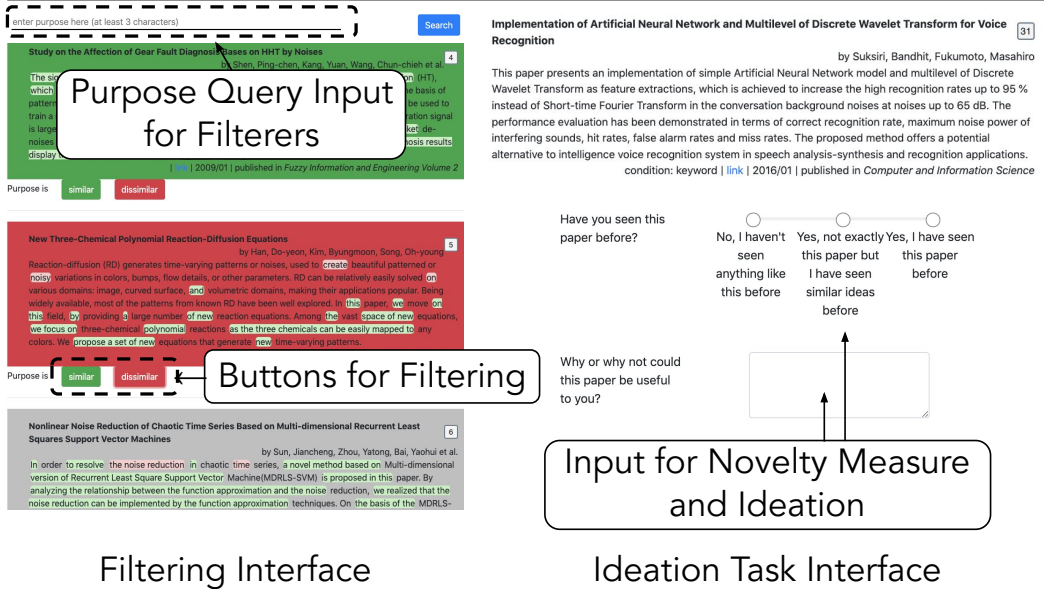 enter purpose here (at least 3 characters)
Search
Study on the Affection of Gear Fault Diagnosis Bases on HHT by Noises
4
by Shen, Ping-chen, Kang, Yuan, Wang, Chun-chieh et al.
The si
(HT),
which
e basis of
pattern
be used to
train a
ration signal
is large
ket de-
noises
nosis results
display
| link | 2009/01 | published in Fuzzy Information and Engineering Volume 2
Purpose Query Input
for Filterers
Purpose is
similar
dissimilar
New Three-Chemical Polynomial Reaction-Diffusion Equations
5
by Han, Do-yeon, Kim, Byungmoon, Song, Oh-young
Reaction-diffusion (RD) generates time-varying patterns or noises, used to create beautiful patterned or
noisy variations in colors, bumps, flow details, or other parameters. RD can be relatively easily solved on
various domains: image, curved surface, and volumetric domains, making their applications popular. Being
widely available, most of the patterns from known RD have been well explored. In this paper, we move on
this field, by providing a large number of new reaction equations. Among the vast space of new equations,
we focus on three-chemical polynomial reactions as the three chemicals can be easily mapped to any
colors. We propose a set of new equations that generate new time-varying patterns.
Purpose is
similar
dissimilar
Buttons for Filtering
Nonlinear Noise Reduction of Chaotic Time Series Based on Multi-dimensional Recurrent Least
Squares Support Vector Machines
6
by Sun, Jiancheng, Zhou, Yatong, Bai, Yaohui et al.
In order to resolve the noise reduction in chaotic time series, a novel method based on Multi-dimensional
version of Recurrent Least Square Support Vector Machine(MDRLS-SVM) is proposed in this paper. By
analyzing the relationship between the function approximation and the noise reduction, we realized that the
noise reduction can be implemented by the function approximation techniques. On the basis of the MDRLS-
Filtering Interface
Implementation of Artificial Neural Network and Multilevel of Discrete Wavelet Transform for Voice
Recognition
31
by Suksiri, Bandhit, Fukumoto, Masahiro
This paper presents an implementation of simple Artificial Neural Network model and multilevel of Discrete
Wavelet Transform as feature extractions, which is achieved to increase the high recognition rates up to 95 %
instead of Short-time Fourier Transform in the conversation background noises at noises up to 65 dB. The
performance evaluation has been demonstrated in terms of correct recognition rate, maximum noise power of
interfering sounds, hit rates, false alarm rates and miss rates. The proposed method offers a potential
alternative to intelligence voice recognition system in speech analysis-synthesis and recognition applications.
condition: keyword | link | 2016/01 | published in Computer and Information Science
Have you seen this
paper before?
No, I haven't
seen
anything like
this before
Yes, not exactly
this paper but
I have seen
similar ideas
before
Yes, I have seen
this paper
before
Why or why not could
this paper be useful
to you?
Input for Novelty Measure
and Ideation
Ideation Task Interface